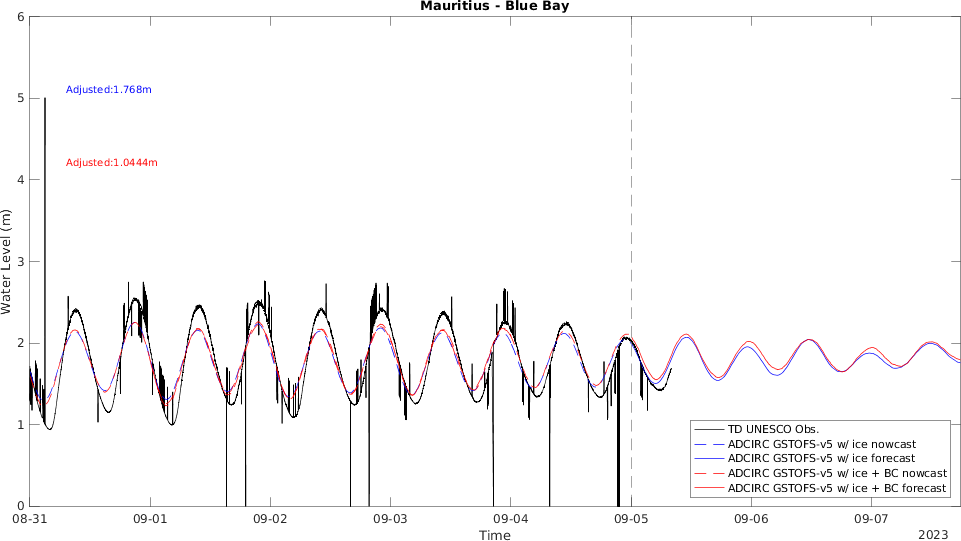 Mauritius - Blue Bay
6
5
4
3
2
1
0
Water Level (m)
Adjusted:1.768m
Adjusted:1.0444m
TD UNESCO Obs.
ADCIRC GSTOFS-v5 w/ ice nowcast
ADCIRC GSTOFS-v5 w/ ice forecast
ADCIRC GSTOFS-v5 w/ ice + BC nowcast
ADCIRC GSTOFS-v5 w/ ice + BC forecast
08-31 09-01 09-02 09-03 09-04 09-05 09-06 09-07
Time
2023